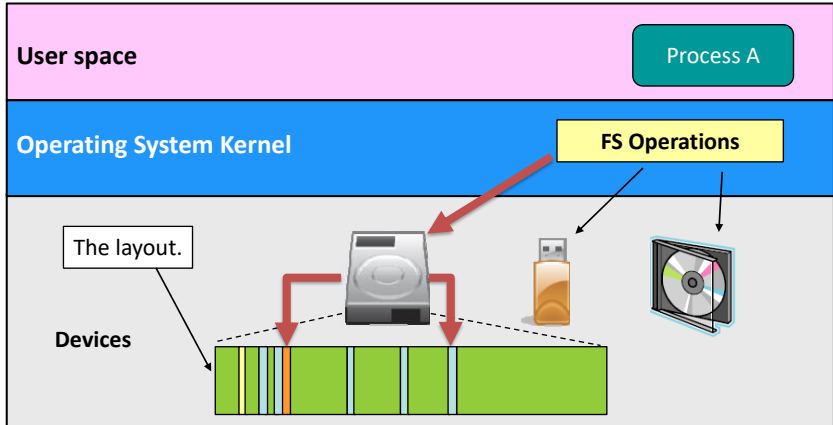 User space
Process A
Operating System Kernel
FS Operations
The layout.
Devices